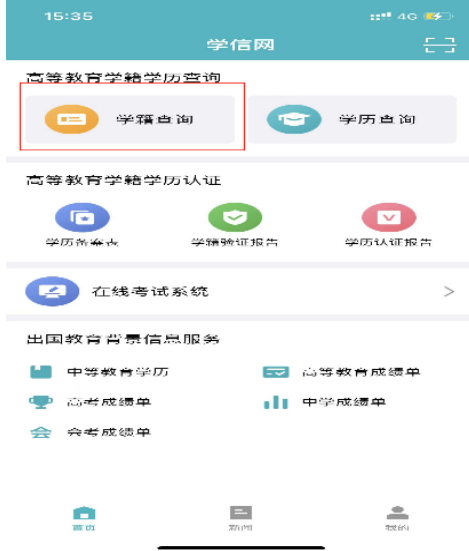 15:35 4G
学信网
高等教育学籍学历查询
学籍查询 学历查询
高等教育学籍学历认证
学历备案表 学籍验证报告 学历认证报告
在线考试系统 >
出国教育背景信息服务
中等教育学历 高等教育成绩单
高考成绩单 中学成绩单
会 会考成绩单
首页 新闻 我的